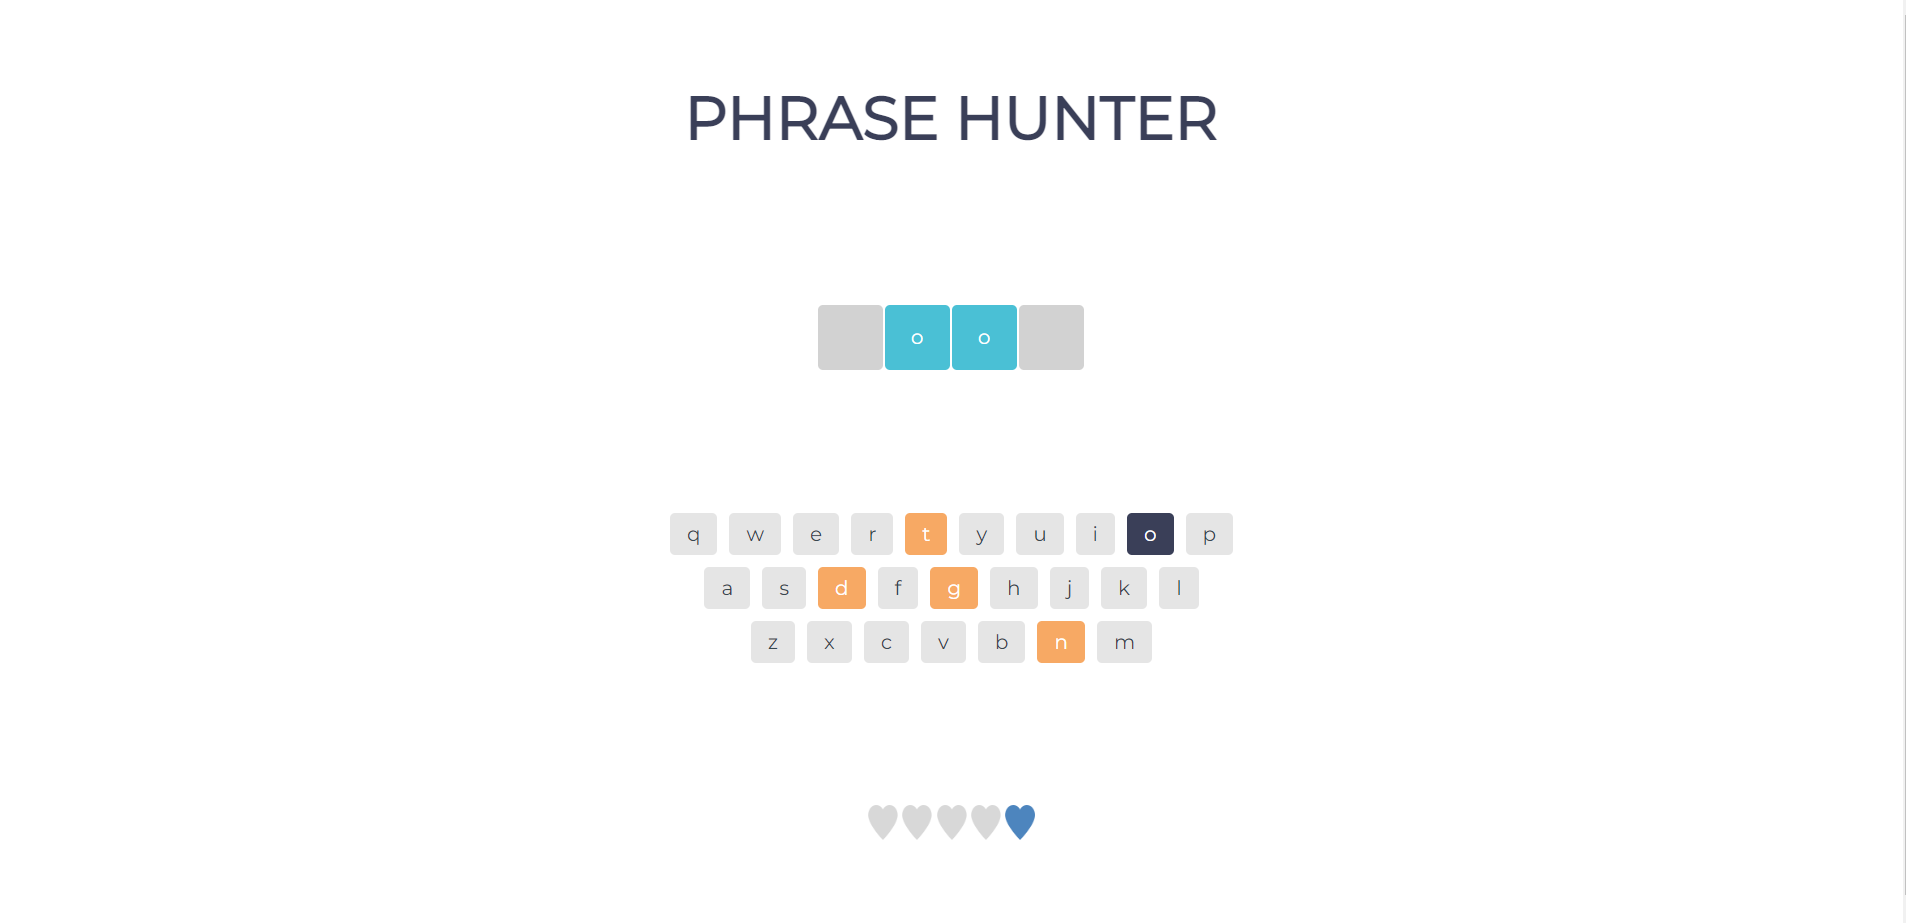 PHRASE HUNTER
o o
q w e r t y u i o p
a s d f g h j k l
z x c v b n m